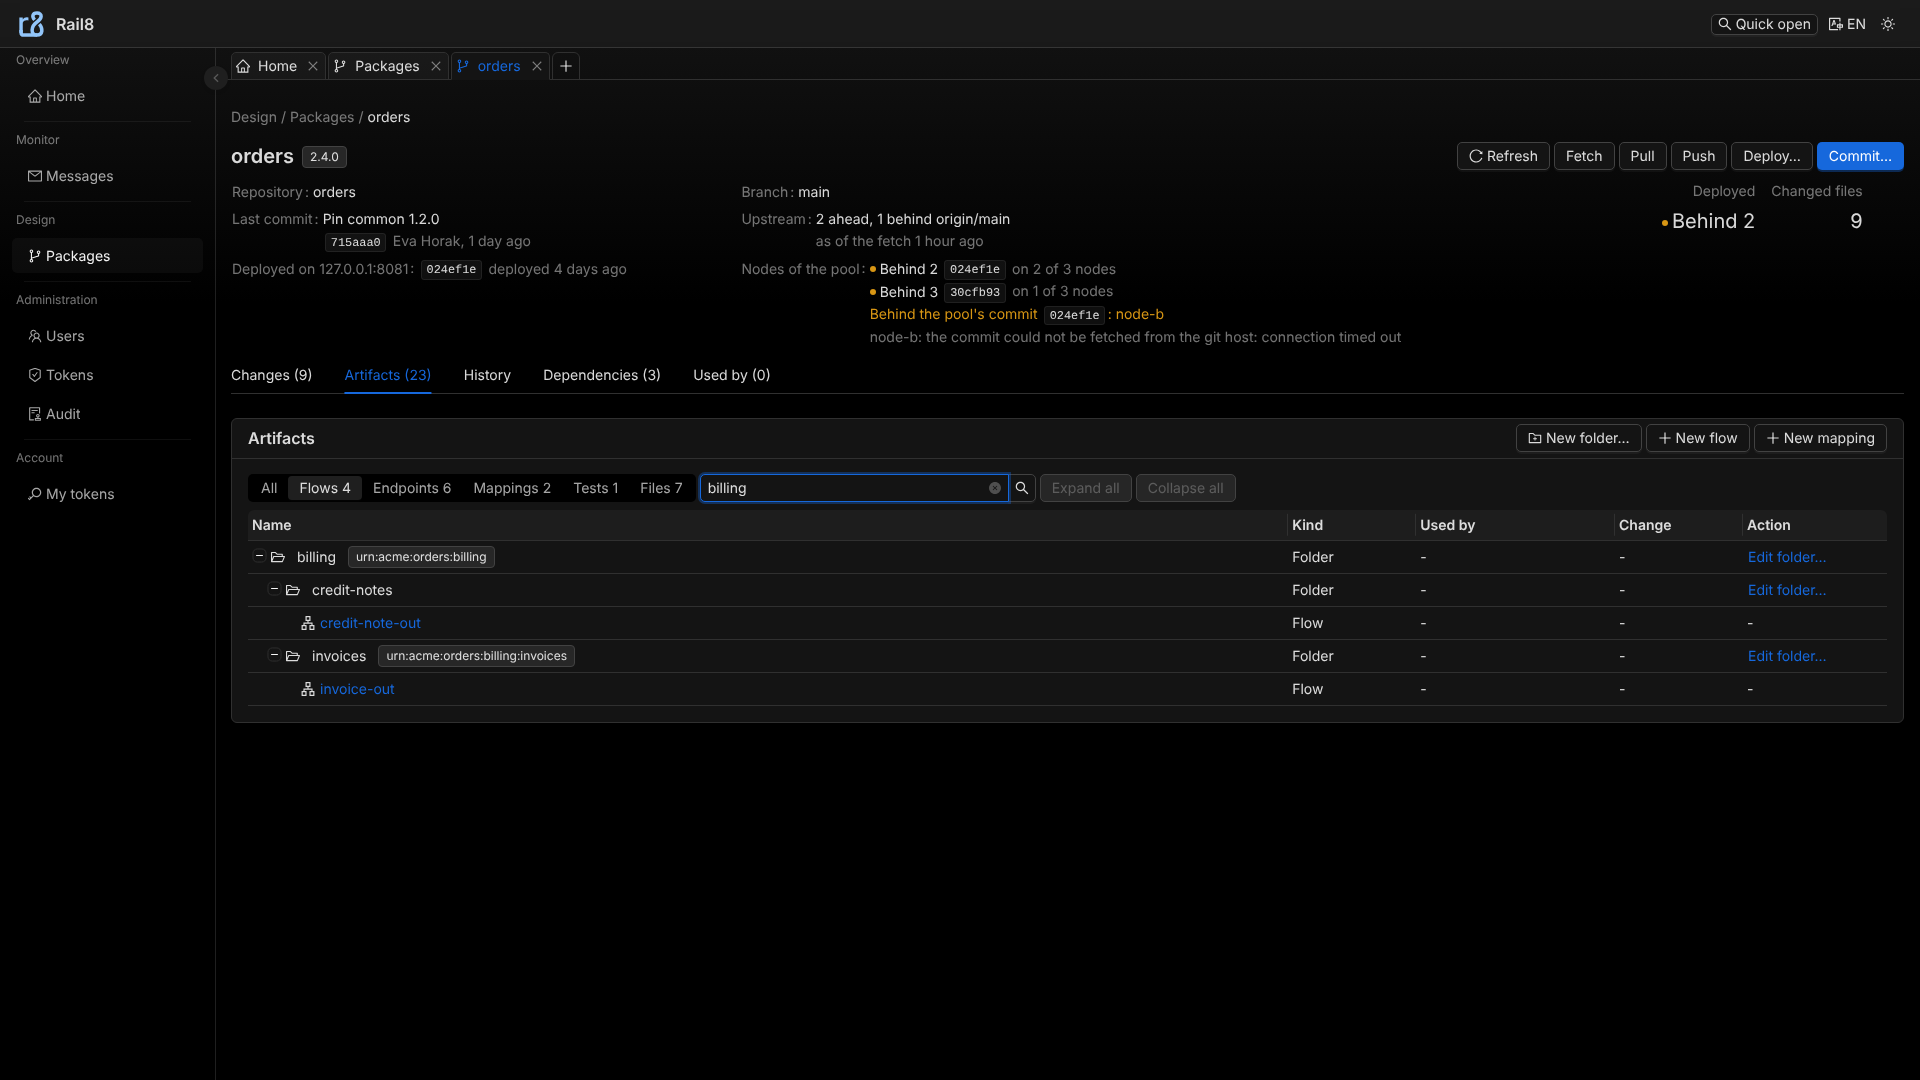 r8 Rail8
Quick open
EN
Overview
Home
Monitor
Messages
Design
Packages
Administration
Users
Tokens
Audit
Account
My tokens
Home
Packages
orders
Design / Packages / orders
orders 2.4.0
Refresh
Fetch
Pull
Push
Deploy...
Commit...
Repository: orders
Branch: main
Deployed
Behind 2
Changed files
9
Last commit: Pin common 1.2.0
715aaa0 Eva Horak, 1 day ago
Upstream: 2 ahead, 1 behind origin/main
as of the fetch 1 hour ago
Deployed on 127.0.0.1:8081: 024ef1e deployed 4 days ago
Nodes of the pool: Behind 2 024ef1e on 2 of 3 nodes
Behind 3 30cfb93 on 1 of 3 nodes
Behind the pool's commit 024ef1e : node-b
node-b: the commit could not be fetched from the git host: connection timed out
Changes (9)
Artifacts (23)
History
Dependencies (3)
Used by (0)
Artifacts
New folder...
New flow
New mapping
All
Flows 4
Endpoints 6
Mappings 2
Tests 1
Files 7
billing
Expand all
Collapse all
Name Kind Used by Change Action
billing urn:acme:orders:billing Folder - - Edit folder...
credit-notes Folder - - Edit folder...
credit-note-out Flow - - -
invoices urn:acme:orders:billing:invoices Folder - - Edit folder...
invoice-out Flow - - -